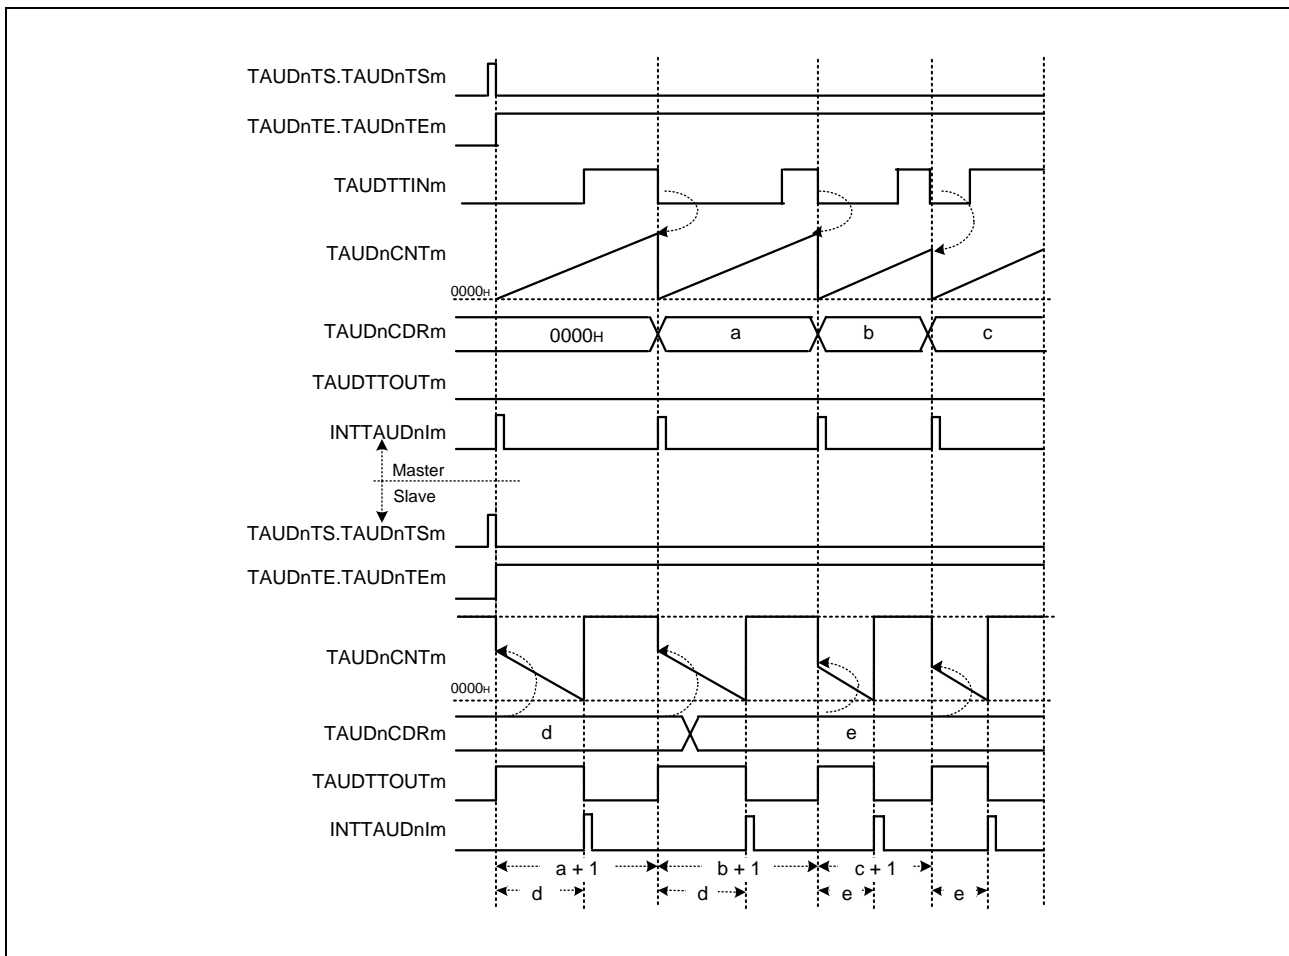 TAUDnTS.TAUDnTSm
TAUDnTE.TAUDnTEm
TAUDTTINm
TAUDnCNTm
0000H
TAUDnCDRm
0000H
a
b
c
TAUDTTOUTm
INTTAUDnIm
Master
Slave
TAUDnTS.TAUDnTSm
TAUDnTE.TAUDnTEm
TAUDnCNTm
0000H
TAUDnCDRm
d
e
TAUDTTOUTm
INTTAUDnIm
a + 1
b + 1
c + 1
d
d
e
e